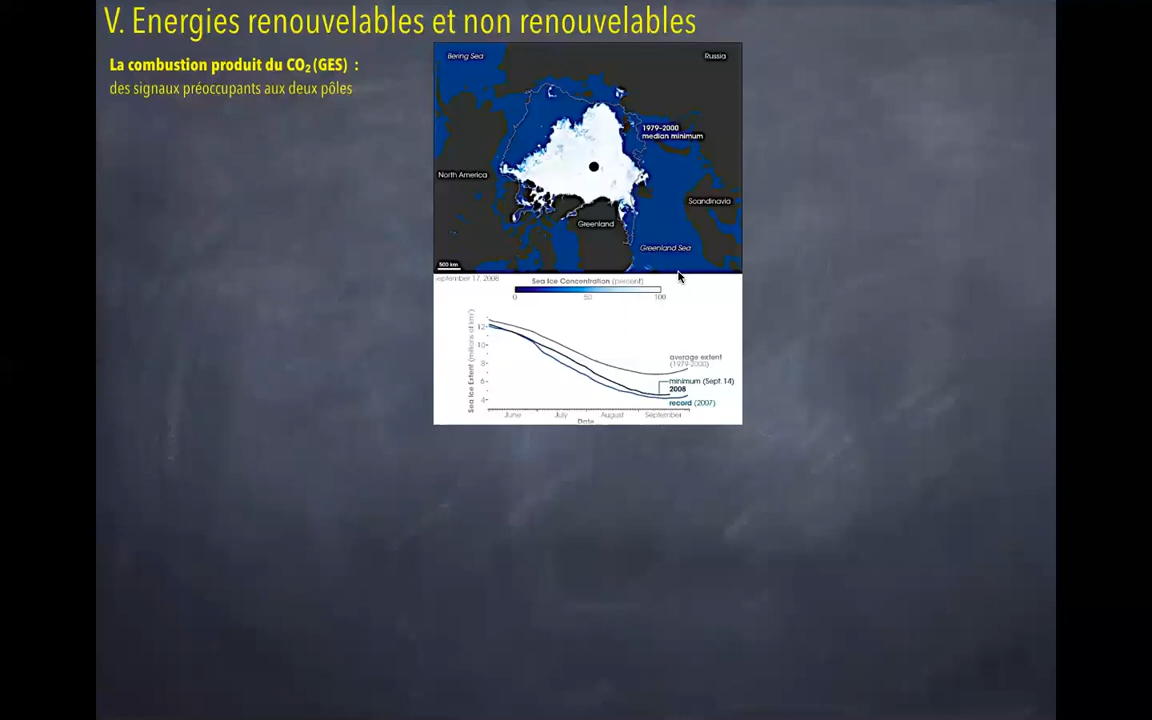 V. Energies renouvelables et non renouvelables
La combustion produit du CO₂ (GES) :
des signaux préoccupants aux deux pôles
Bering Sea
Russia
1979-2000
median minimum
North America
Scandinavia
Greenland
Greenland Sea
500 km
eptember 17, 2008
Sea Ice Concentration (percent)
0 50 100
Sea Ice Extent (millions of km²)
12
10
8
6
4
average extent
(1979-2000)
minimum (Sept. 14)
2008
record (2007)
June July August September
Date